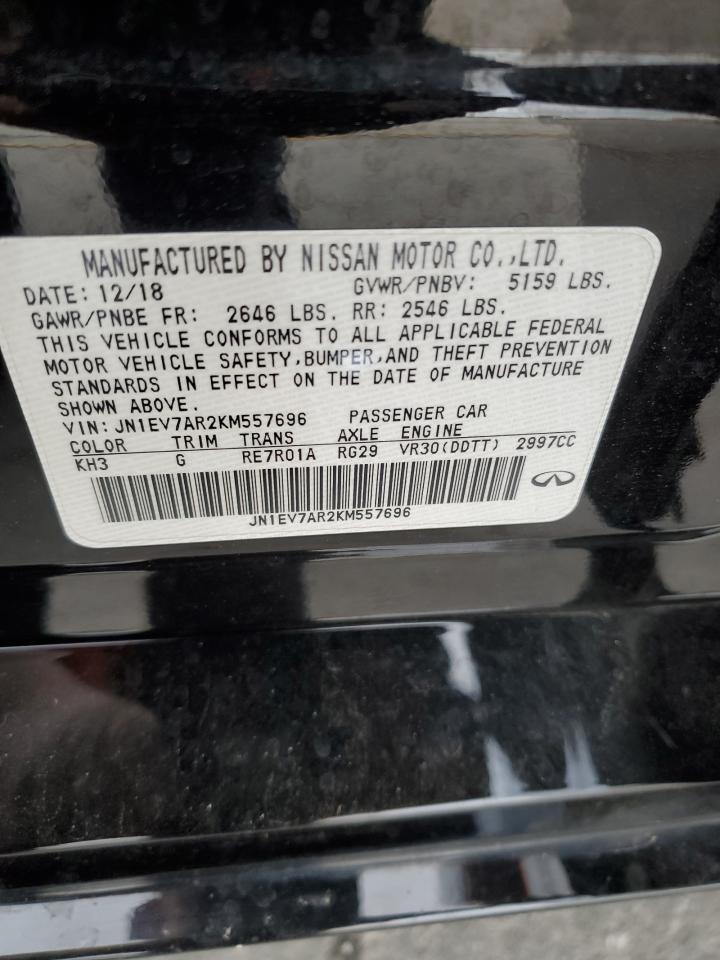 MANUFACTURED BY NISSAN MOTOR CO.,LTD.
DATE: 12/18 GVWR/PNBV: 5159 LBS.
GAWR/PNBE FR: 2646 LBS. RR: 2546 LBS.
THIS VEHICLE CONFORMS TO ALL APPLICABLE FEDERAL
MOTOR VEHICLE SAFETY,BUMPER,AND THEFT PREVENTION
STANDARDS IN EFFECT ON THE DATE OF MANUFACTURE
SHOWN ABOVE.
VIN: JN1EV7AR2KM557696 PASSENGER CAR
COLOR TRIM TRANS AXLE ENGINE
KH3 G RE7R01A RG29 VR30(DDTT) 2997CC
JN1EV7AR2KM557696